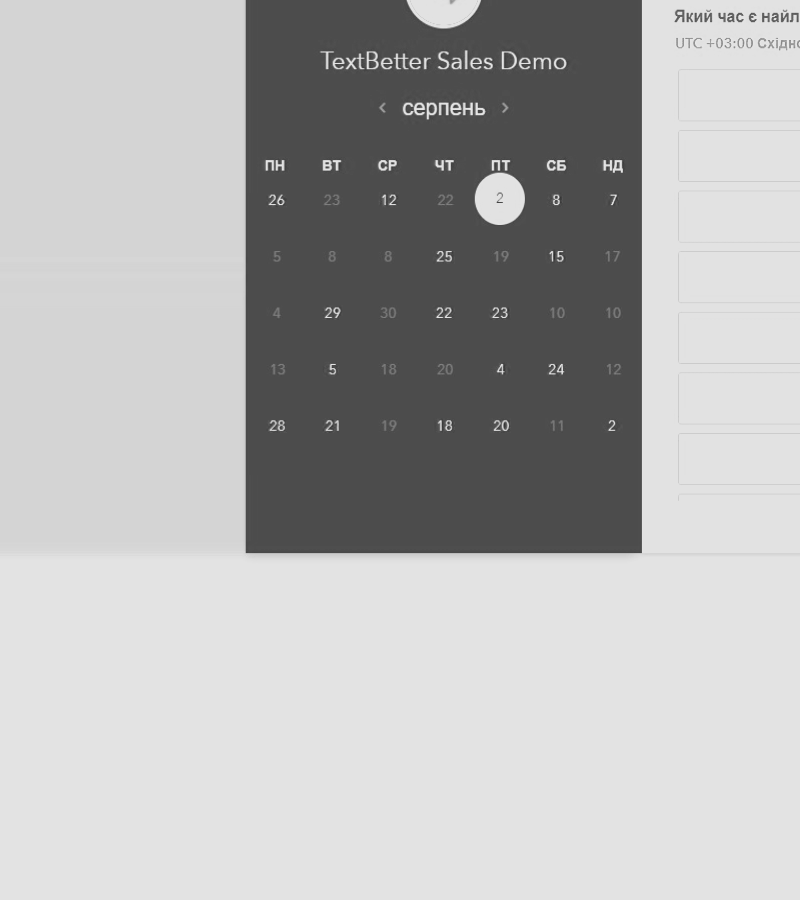 Який час є найл
TextBetter Sales Demo
UTC +03:00 Східно
серпень
ПН ВТ СР ЧТ ПТ СБ НД
26 23 12 22 2 8 7
5 8 8 25 19 15 17
4 29 30 22 23 10 10
13 5 18 20 4 24 12
28 21 19 18 20 11 2